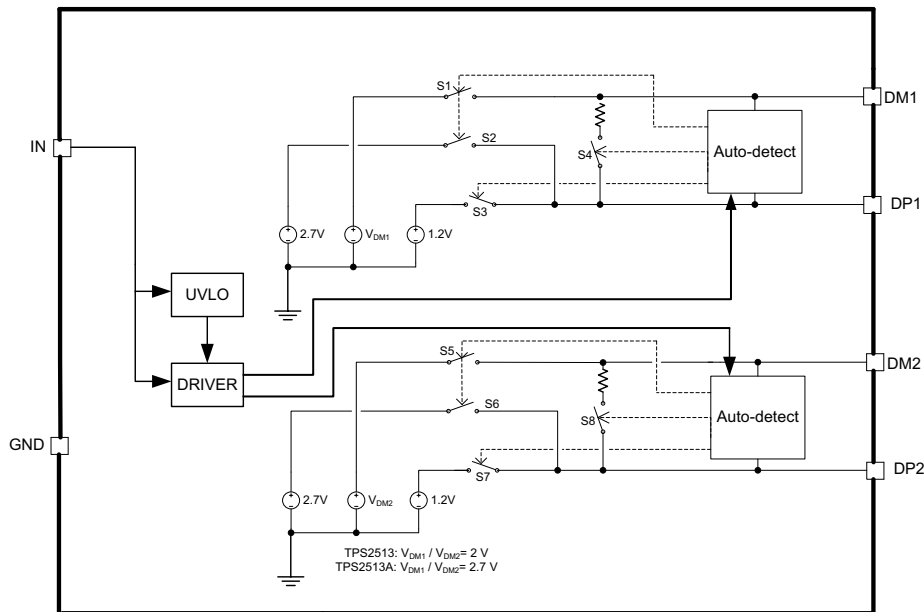 S1
DM1
IN
S2
S4
Auto-detect
S3
DP1
2.7V
VDM1
1.2V
UVLO
DRIVER
S5
DM2
S6
S8
Auto-detect
GND
S7
DP2
2.7V
VDM2
1.2V
TPS2513: VDM1 / VDM2= 2 V
TPS2513A: VDM1 / VDM2= 2.7 V